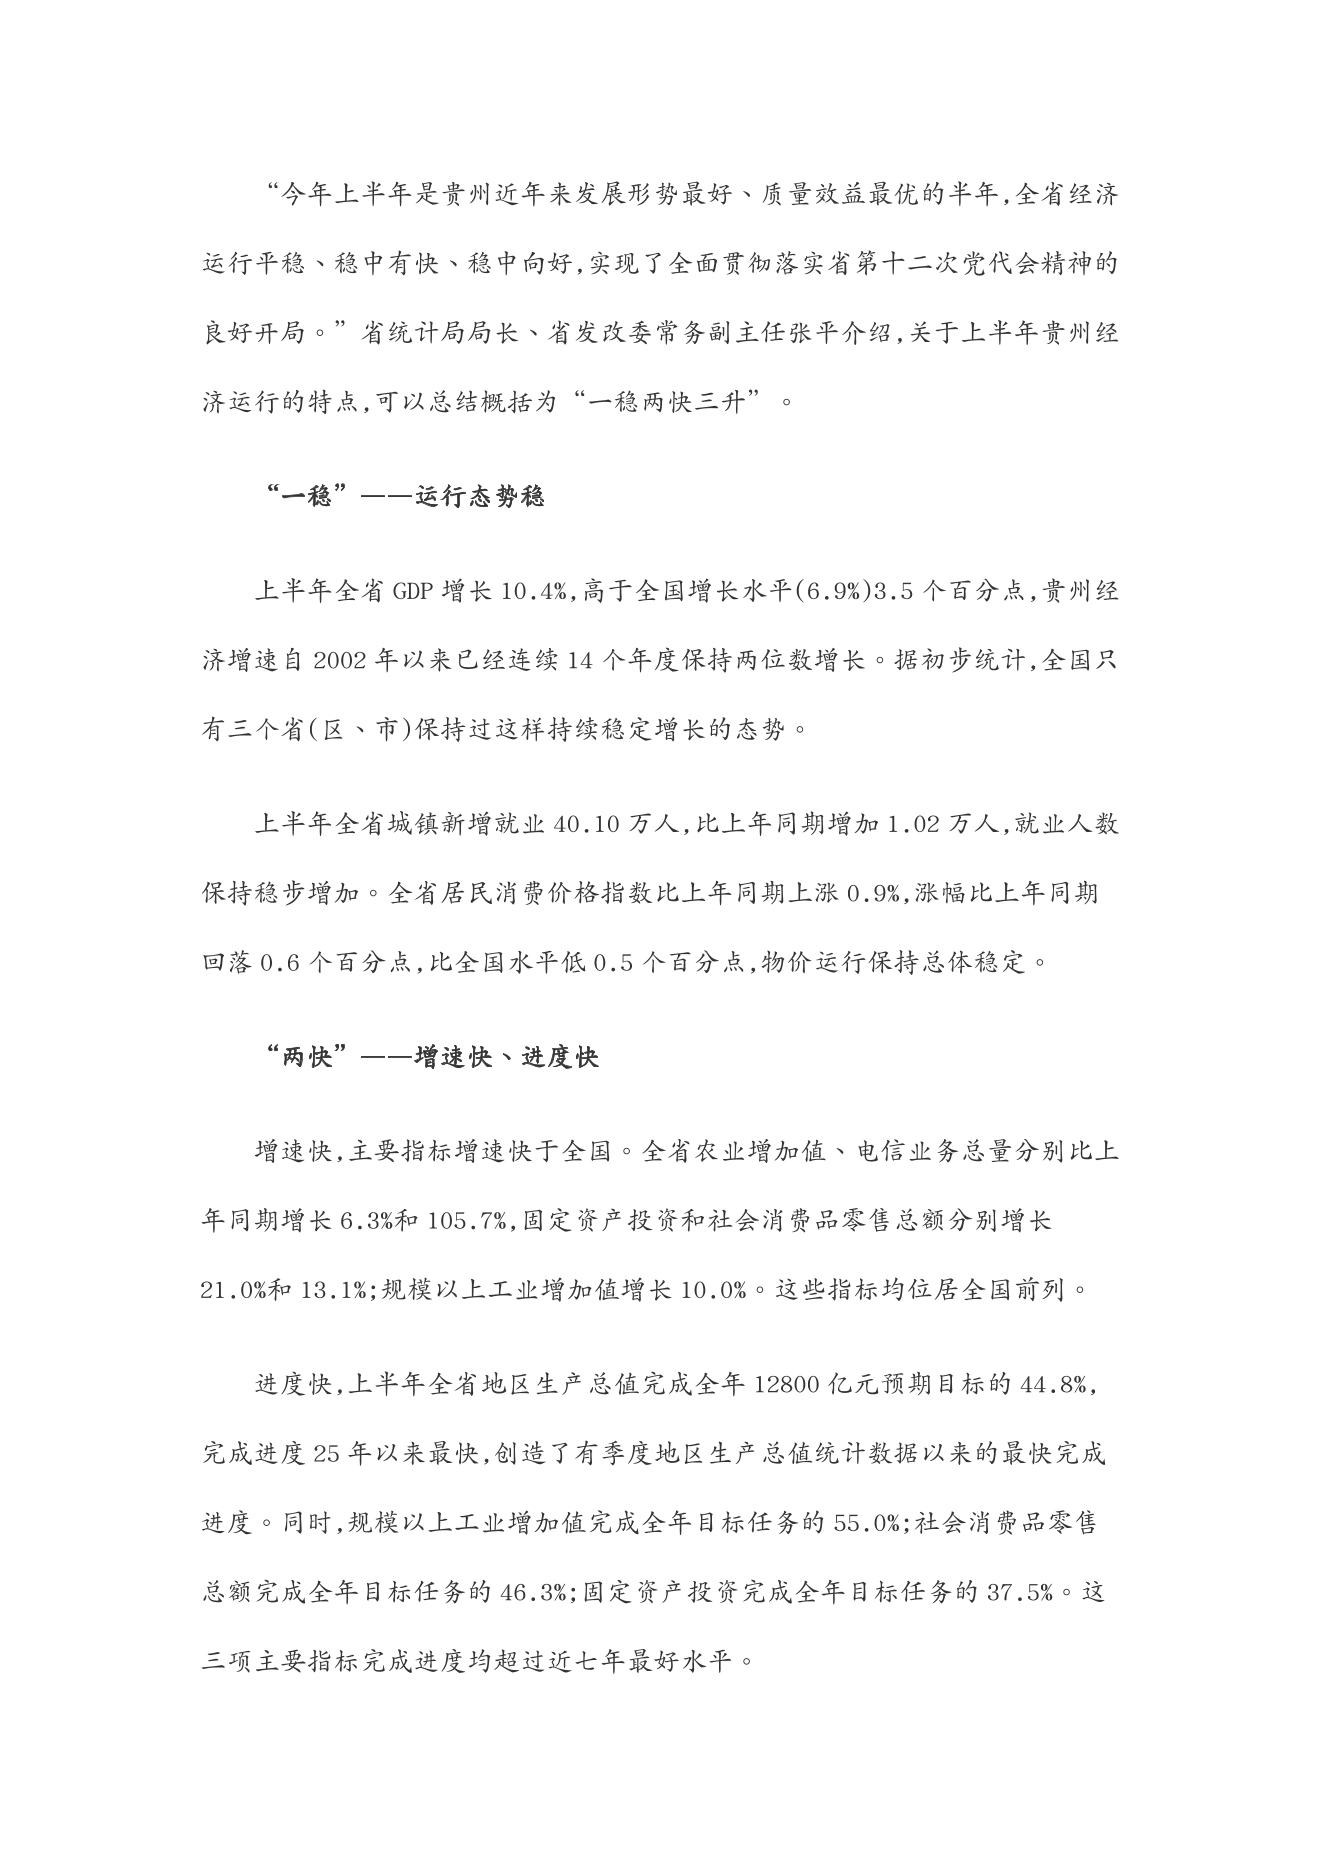 “今年上半年是贵州近年来发展形势最好、质量效益最优的半年,全省经济
运行平稳、稳中有快、稳中向好,实现了全面贯彻落实省第十二次党代会精神的
良好开局。”省统计局局长、省发改委常务副主任张平介绍,关于上半年贵州经
济运行的特点,可以总结概括为“一稳两快三升”。
“一稳”——运行态势稳
上半年全省 GDP 增长 10.4%,高于全国增长水平(6.9%)3.5 个百分点,贵州经
济增速自 2002 年以来已经连续 14 个年度保持两位数增长。据初步统计,全国只
有三个省(区、市)保持过这样持续稳定增长的态势。
上半年全省城镇新增就业 40.10 万人,比上年同期增加 1.02 万人,就业人数
保持稳步增加。全省居民消费价格指数比上年同期上涨 0.9%,涨幅比上年同期
回落 0.6 个百分点,比全国水平低 0.5 个百分点,物价运行保持总体稳定。
“两快”——增速快、进度快
增速快,主要指标增速快于全国。全省农业增加值、电信业务总量分别比上
年同期增长 6.3%和 105.7%,固定资产投资和社会消费品零售总额分别增长
21.0%和 13.1%;规模以上工业增加值增长 10.0%。这些指标均位居全国前列。
进度快,上半年全省地区生产总值完成全年 12800 亿元预期目标的 44.8%,
完成进度 25 年以来最快,创造了有季度地区生产总值统计数据以来的最快完成
进度。同时,规模以上工业增加值完成全年目标任务的 55.0%;社会消费品零售
总额完成全年目标任务的 46.3%;固定资产投资完成全年目标任务的 37.5%。这
三项主要指标完成进度均超过近七年最好水平。